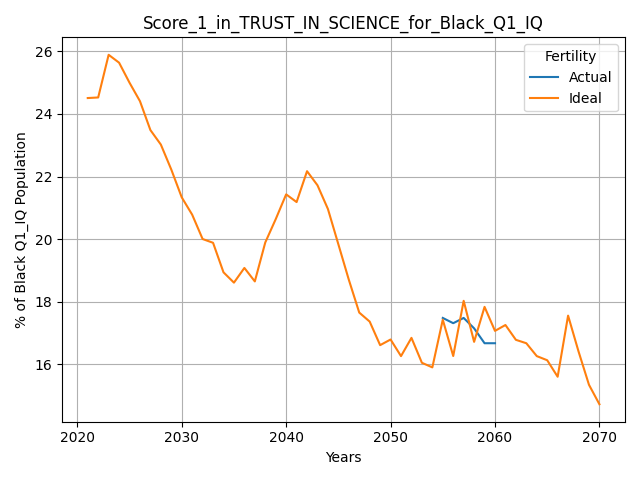 Score_1_in_TRUST_IN_SCIENCE_for_Black_Q1_IQ
Fertility
Actual
Ideal
% of Black Q1_IQ Population
26
24
22
20
18
16
2020
2030
2040
2050
2060
2070
Years